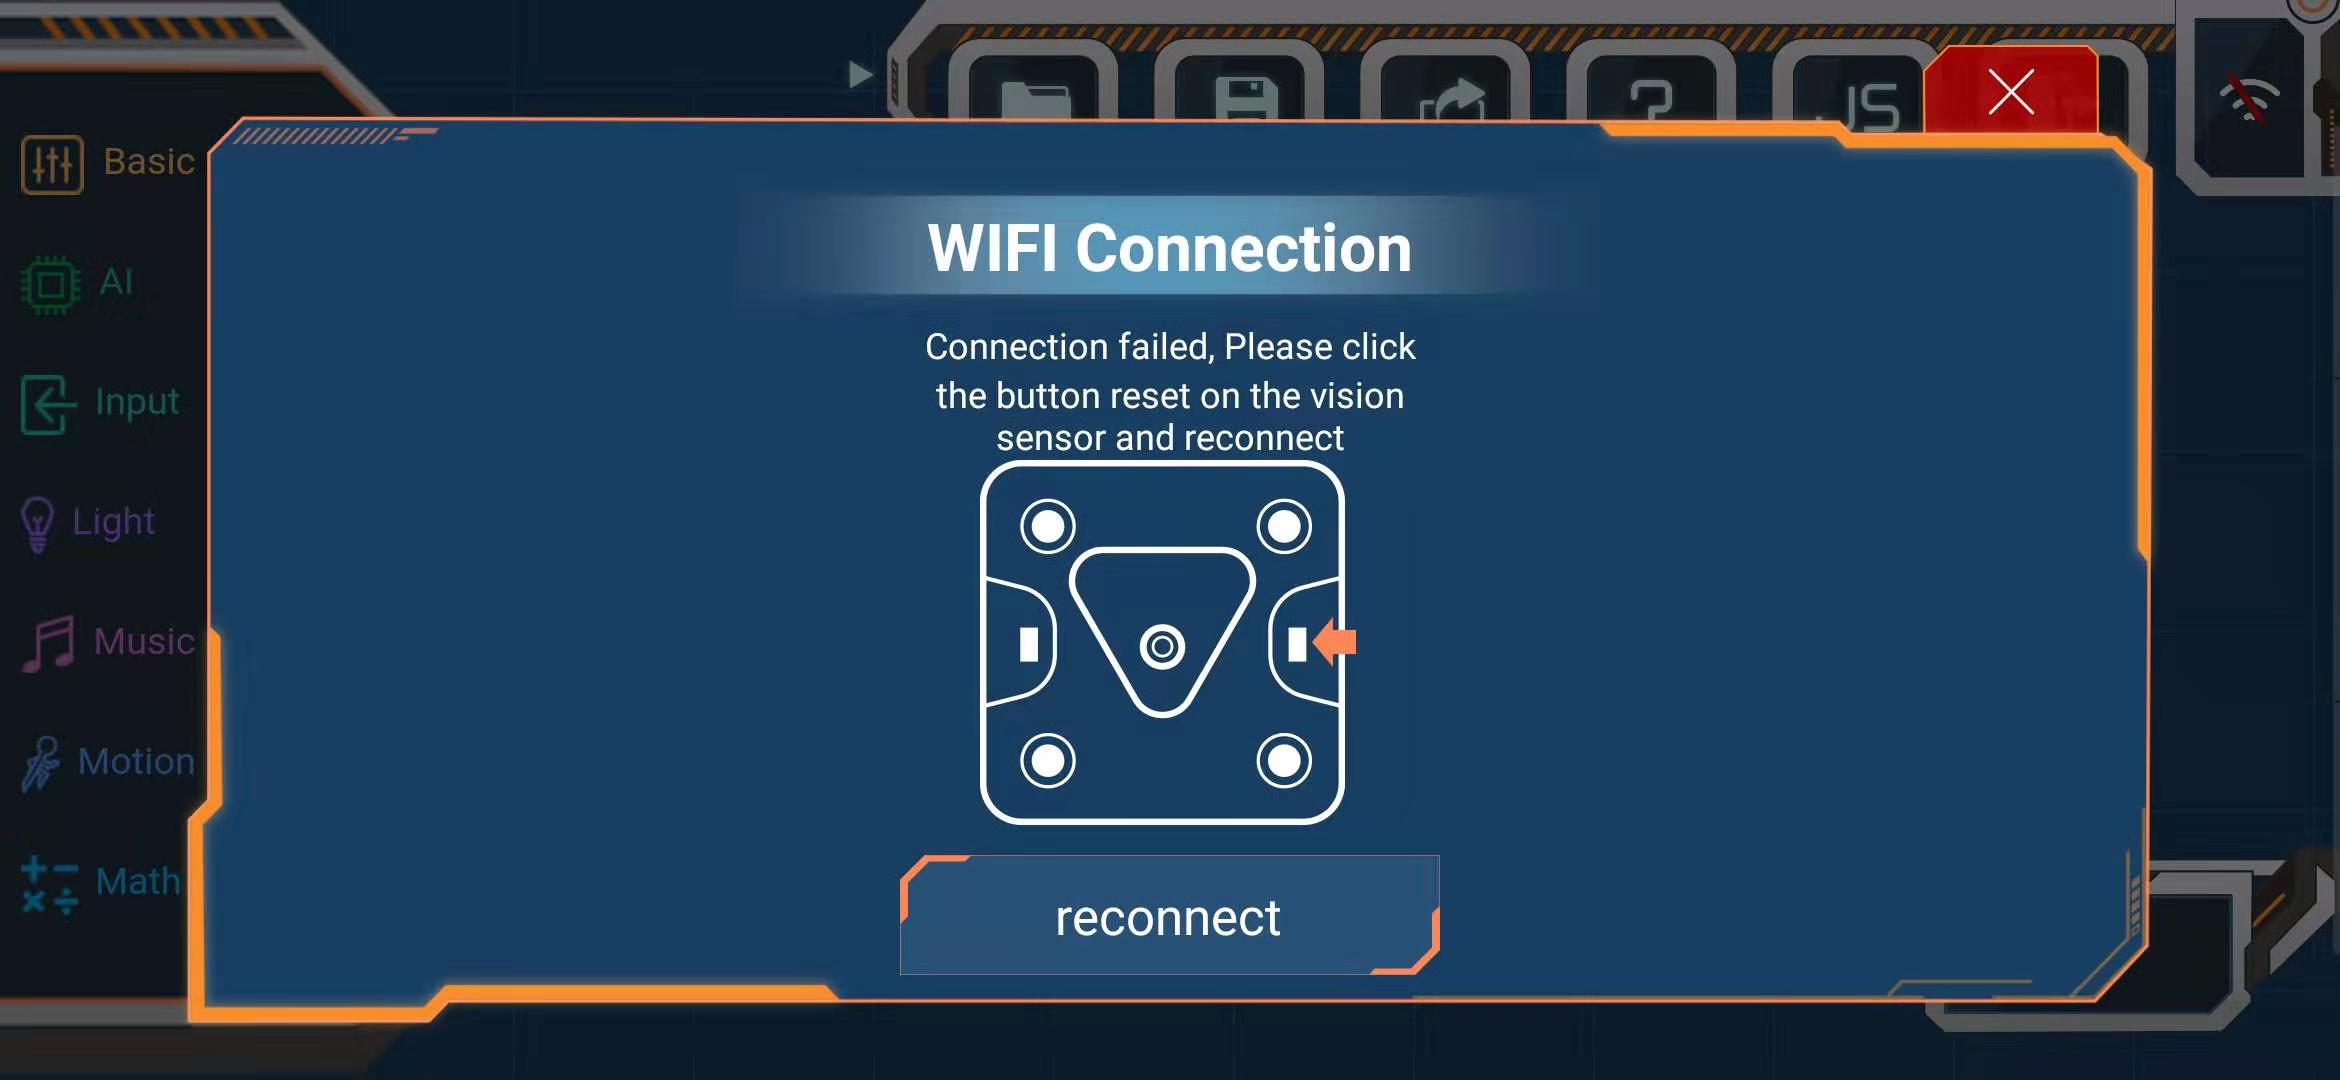 JS
Basic
AI
Input
Light
Music
Motion
Math
WIFI Connection
Connection failed, Please click
the button reset on the vision
sensor and reconnect
reconnect